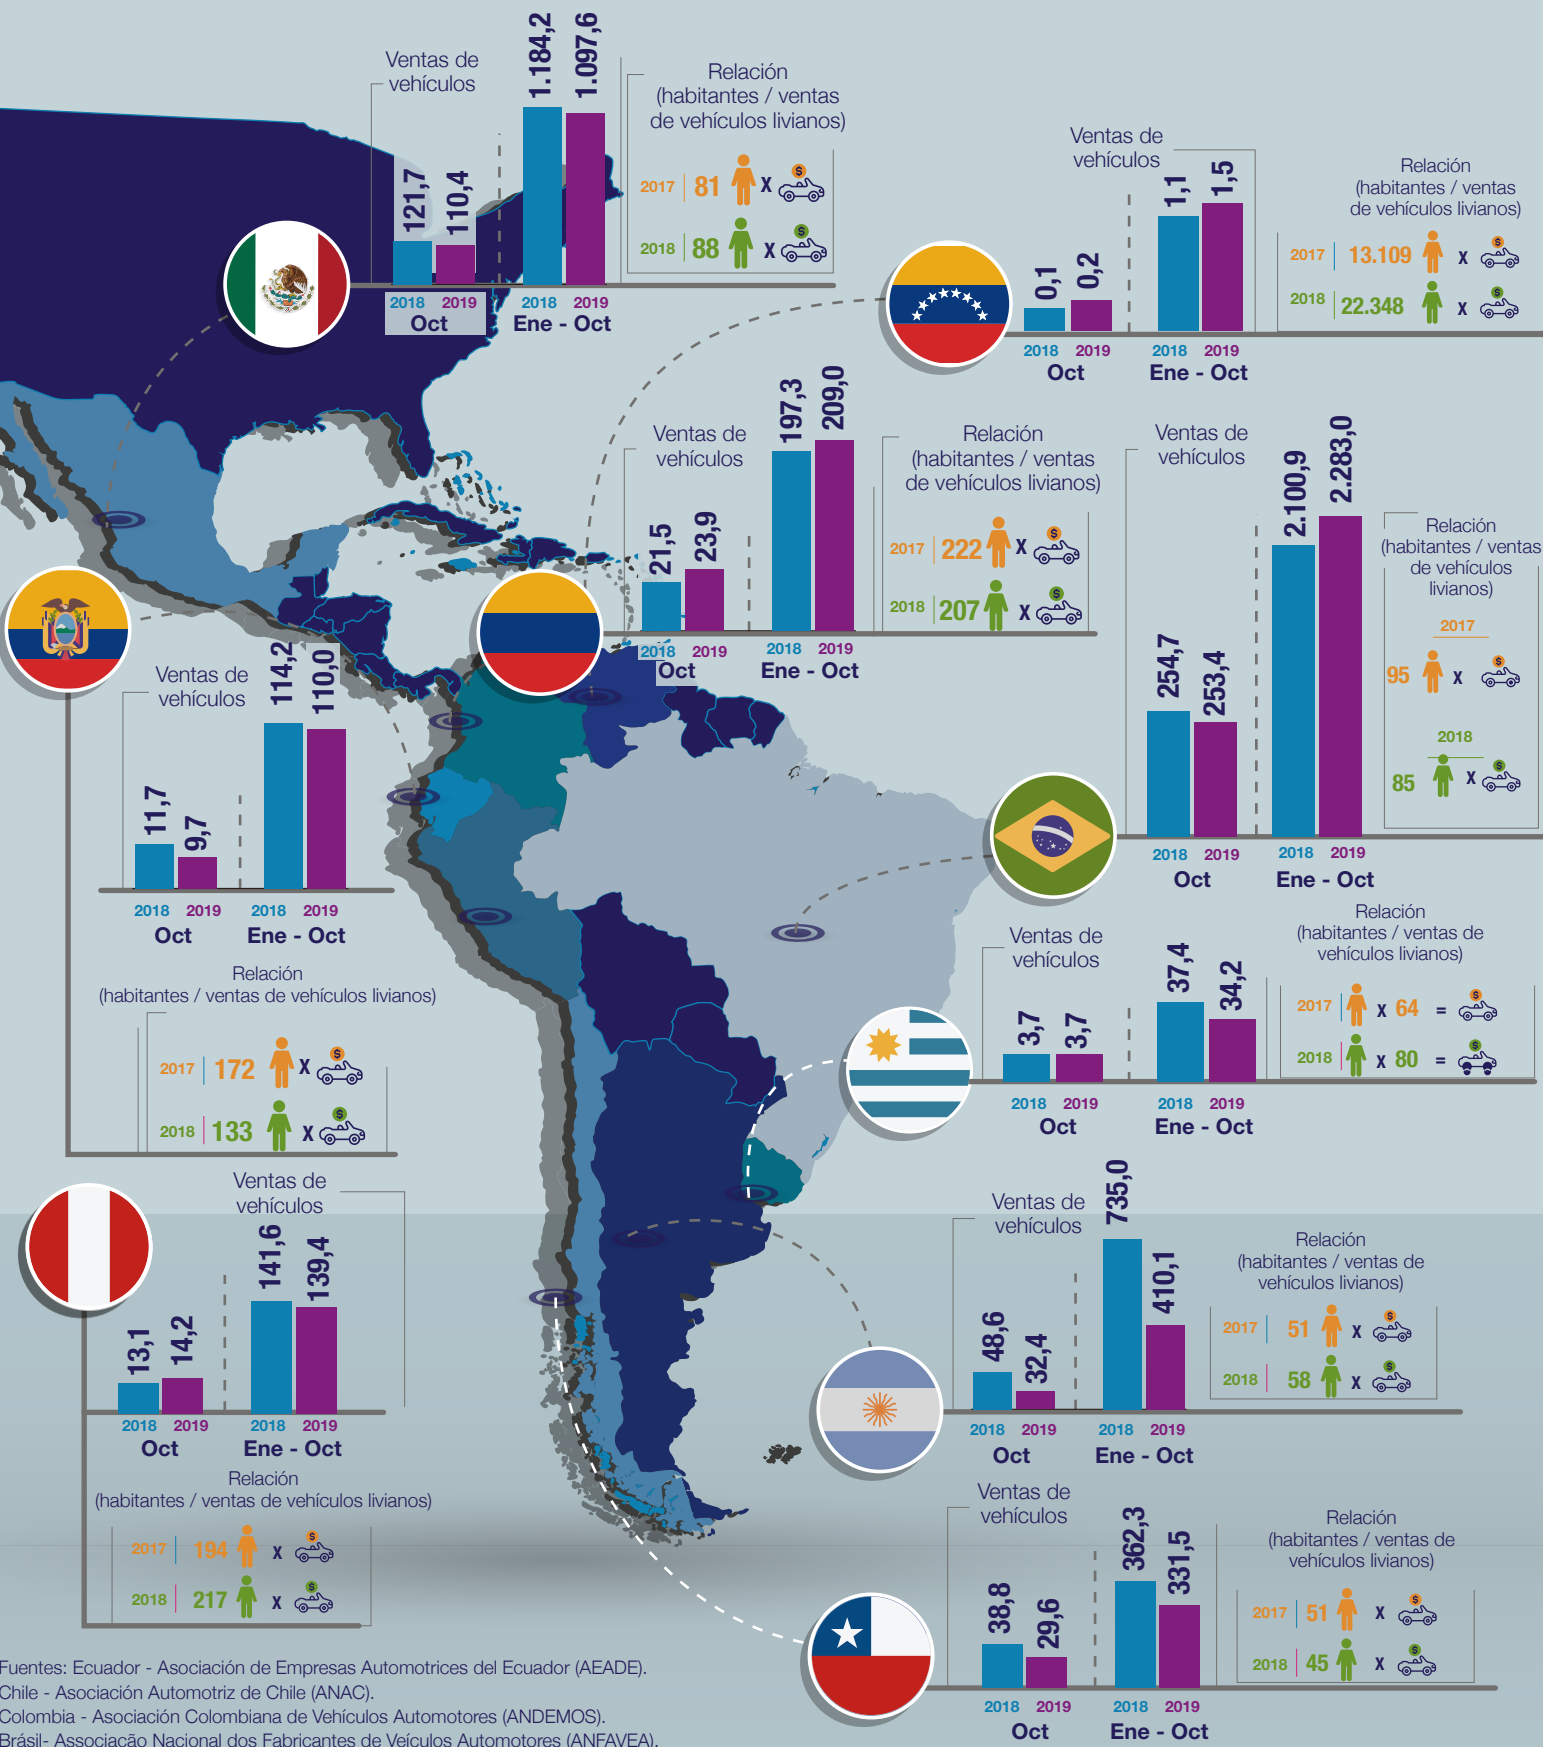 Ventas de
vehículos
121,7
110,4
1.184,2
1.097,6
2018 2019
Oct
2018 2019
Ene - Oct
Relación
(habitantes / ventas
de vehículos livianos)
2017 81 X $
2018 88 X $
Ventas de
vehículos
0,1
0,2
1,1
1,5
2018 2019
Oct
2018 2019
Ene - Oct
Relación
(habitantes / ventas
de vehículos livianos)
2017 13.109 X $
2018 22.348 X $
Ventas de
vehículos
21,5
23,9
197,3
209,0
2018 2019
Oct
2018 2019
Ene - Oct
Relación
(habitantes / ventas
de vehículos livianos)
2017 222 X $
2018 207 X $
Ventas de
vehículos
254,7
253,4
2.100,9
2.283,0
2018 2019
Oct
2018 2019
Ene - Oct
Relación
(habitantes / ventas
de vehículos
livianos)
2017
95 X $
2018
85 X $
Ventas de
vehículos
11,7
9,7
114,2
110,0
2018 2019
Oct
2018 2019
Ene - Oct
Relación
(habitantes / ventas de vehículos livianos)
2017 172 X $
2018 133 X $
Ventas de
vehículos
3,7
3,7
37,4
34,2
2018 2019
Oct
2018 2019
Ene - Oct
Relación
(habitantes / ventas de
vehículos livianos)
2017 X 64 = $
2018 X 80 = $
Ventas de
vehículos
13,1
14,2
141,6
139,4
2018 2019
Oct
2018 2019
Ene - Oct
Relación
(habitantes / ventas de vehículos livianos)
2017 194 X $
2018 217 X $
Ventas de
vehículos
48,6
32,4
735,0
410,1
2018 2019
Oct
2018 2019
Ene - Oct
Relación
(habitantes / ventas de
vehículos livianos)
2017 51 X $
2018 58 X $
Ventas de
vehículos
38,8
29,6
362,3
331,5
2018 2019
Oct
2018 2019
Ene - Oct
Relación
(habitantes / ventas de
vehículos livianos)
2017 51 X $
2018 45 X $
Fuentes: Ecuador - Asociación de Empresas Automotrices del Ecuador (AEADE).
Chile - Asociación Automotriz de Chile (ANAC).
Colombia - Asociación Colombiana de Vehículos Automotores (ANDEMOS).
Brásil- Associacão Nacional dos Fabricantes de Veículos Automotores (ANFAVEA).